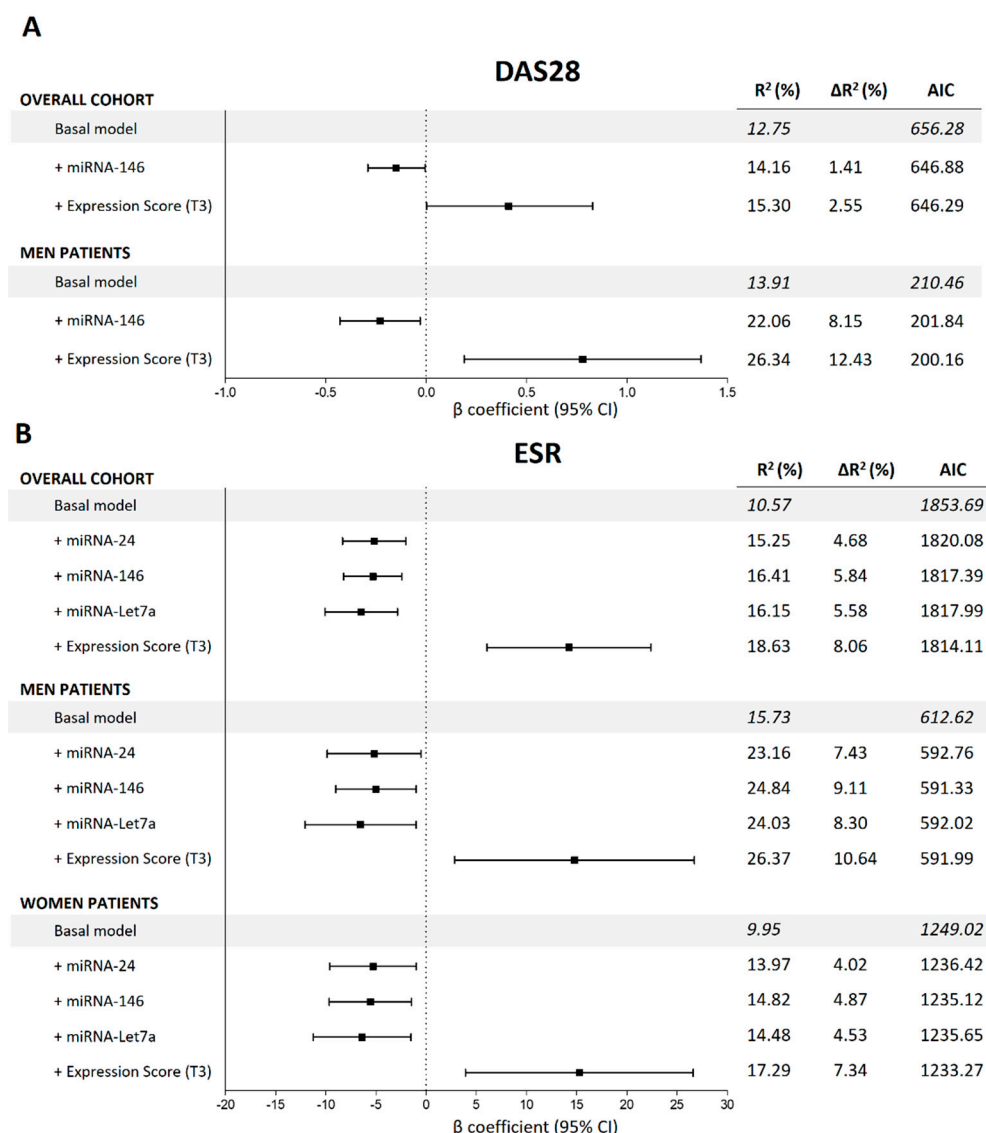 A
DAS28
R² (%) ΔR² (%) AIC
OVERALL COHORT
Basal model 12.75 656.28
+ miRNA-146 14.16 1.41 646.88
+ Expression Score (T3) 15.30 2.55 646.29
MEN PATIENTS
Basal model 13.91 210.46
+ miRNA-146 22.06 8.15 201.84
+ Expression Score (T3) 26.34 12.43 200.16
-1.0 -0.5 0.0 0.5 1.0 1.5
β coefficient (95% CI)
B
ESR
R² (%) ΔR² (%) AIC
OVERALL COHORT
Basal model 10.57 1853.69
+ miRNA-24 15.25 4.68 1820.08
+ miRNA-146 16.41 5.84 1817.39
+ miRNA-Let7a 16.15 5.58 1817.99
+ Expression Score (T3) 18.63 8.06 1814.11
MEN PATIENTS
Basal model 15.73 612.62
+ miRNA-24 23.16 7.43 592.76
+ miRNA-146 24.84 9.11 591.33
+ miRNA-Let7a 24.03 8.30 592.02
+ Expression Score (T3) 26.37 10.64 591.99
WOMEN PATIENTS
Basal model 9.95 1249.02
+ miRNA-24 13.97 4.02 1236.42
+ miRNA-146 14.82 4.87 1235.12
+ miRNA-Let7a 14.48 4.53 1235.65
+ Expression Score (T3) 17.29 7.34 1233.27
-20 -15 -10 -5 0 5 10 15 20 25 30
β coefficient (95% CI)